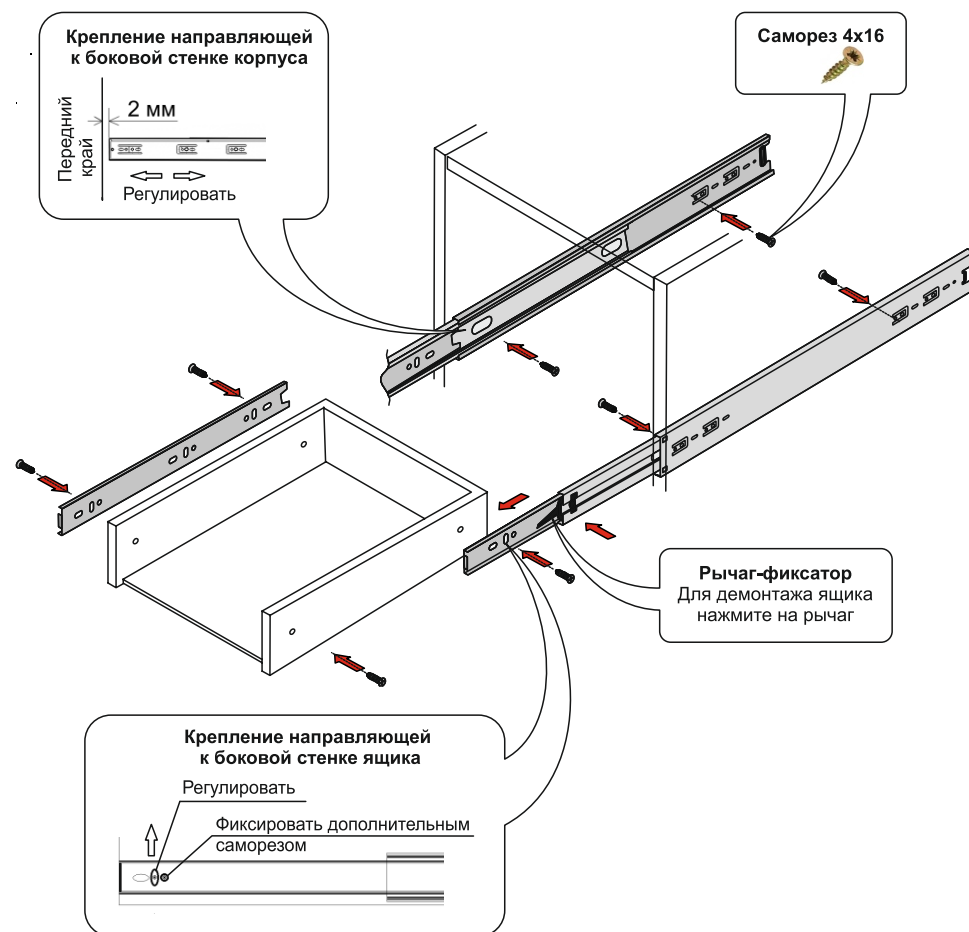 Крепление направляющей
к боковой стенке корпуса
Передний
край
2 мм
Регулировать
Саморез 4х16
Рычаг-фиксатор
Для демонтажа ящика
нажмите на рычаг
Крепление направляющей
к боковой стенке ящика
Регулировать
Фиксировать дополнительным
саморезом